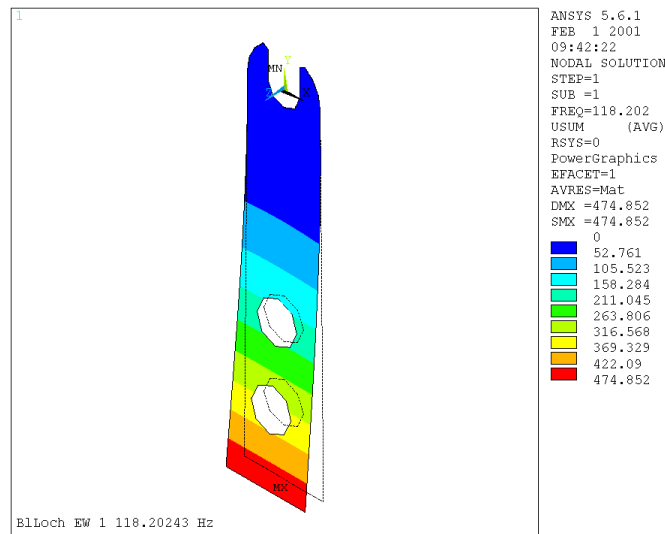 1
ANSYS 5.6.1
FEB 1 2001
09:42:22
NODAL SOLUTION
STEP=1
SUB =1
FREQ=118.202
USUM (AVG)
RSYS=0
PowerGraphics
EFACET=1
AVRES=Mat
DMX =474.852
SMX =474.852
0
52.761
105.523
158.284
211.045
263.806
316.568
369.329
422.09
474.852
MN
Y
MX
BlLoch EW 1 118.20243 Hz